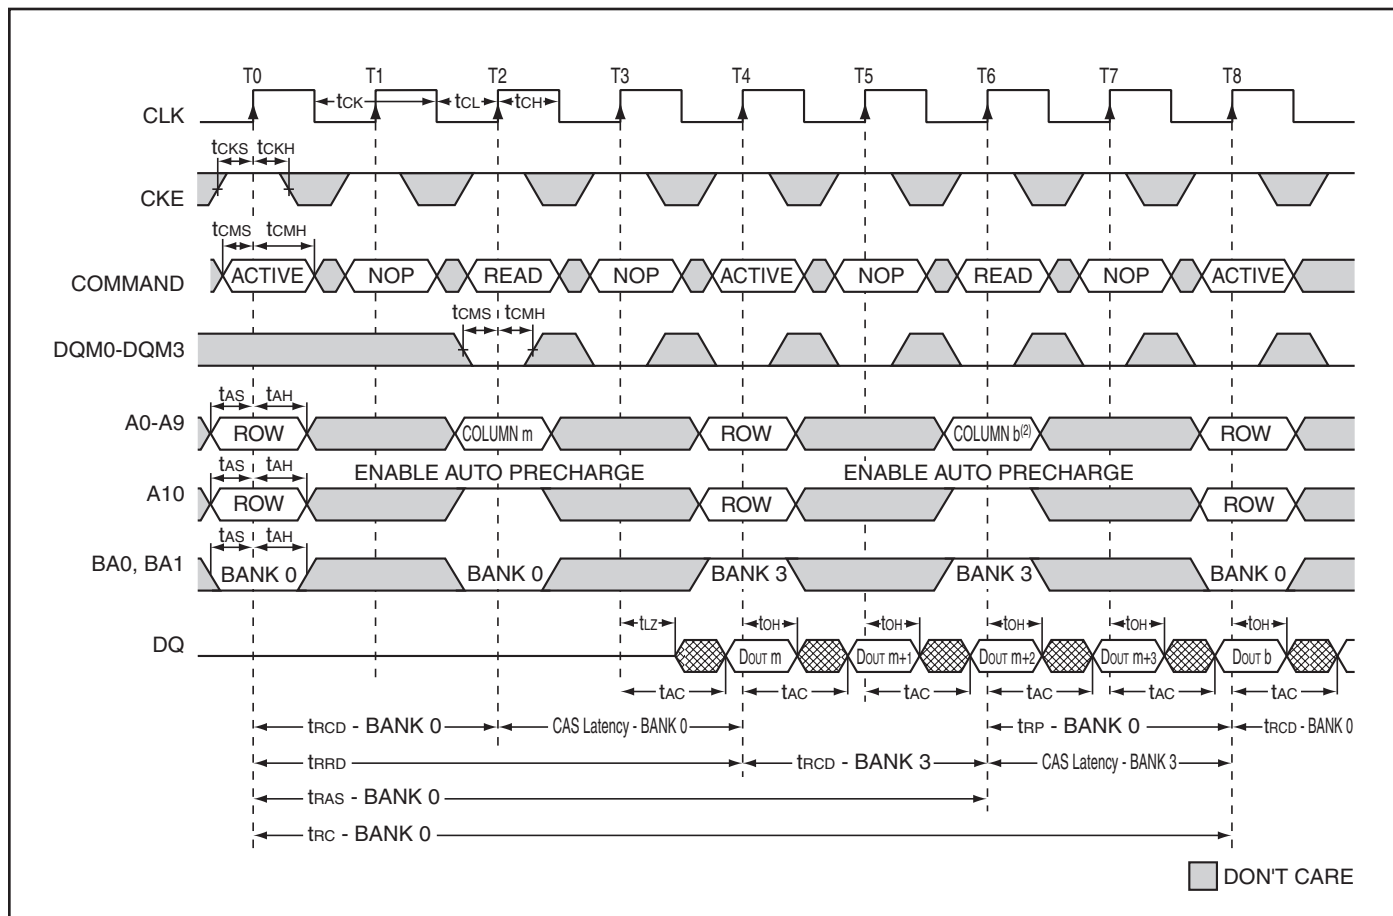 T0 T1 T2 T3 T4 T5 T6 T7 T8
tCK tCL tCH
CLK
tCKS tCKH
CKE
tCMS tCMH
COMMAND ACTIVE NOP READ NOP ACTIVE NOP READ NOP ACTIVE
tCMS tCMH
DQM0-DQM3
tAS tAH
A0-A9 ROW COLUMN m ROW COLUMN b(2) ROW
tAS tAH ENABLE AUTO PRECHARGE ENABLE AUTO PRECHARGE
A10 ROW ROW ROW
tAS tAH
BA0, BA1 BANK 0 BANK 0 BANK 3 BANK 3 BANK 0
tLZ tOH tOH tOH tOH tOH
DQ DOUT m DOUT m+1 DOUT m+2 DOUT m+3 DOUT b
tAC tAC tAC tAC tAC tAC
tRCD - BANK 0 CAS Latency - BANK 0 tRP - BANK 0 tRCD - BANK 0
tRRD tRCD - BANK 3 CAS Latency - BANK 3
tRAS - BANK 0
tRC - BANK 0
DON'T CARE